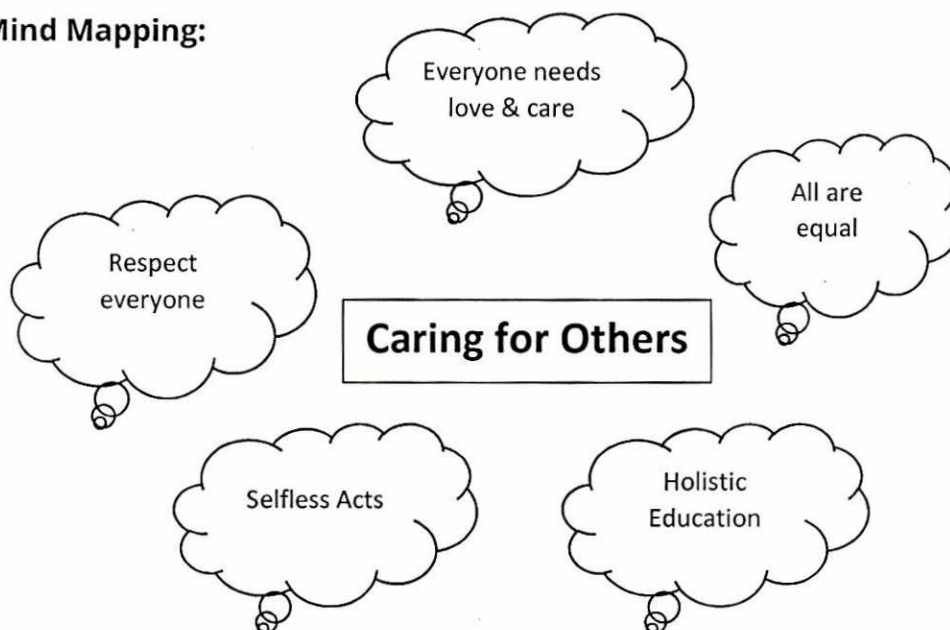 Mind Mapping:
Everyone needs
love & care
All are
equal
Respect
everyone
Caring for Others
Selfless Acts
Holistic
Education